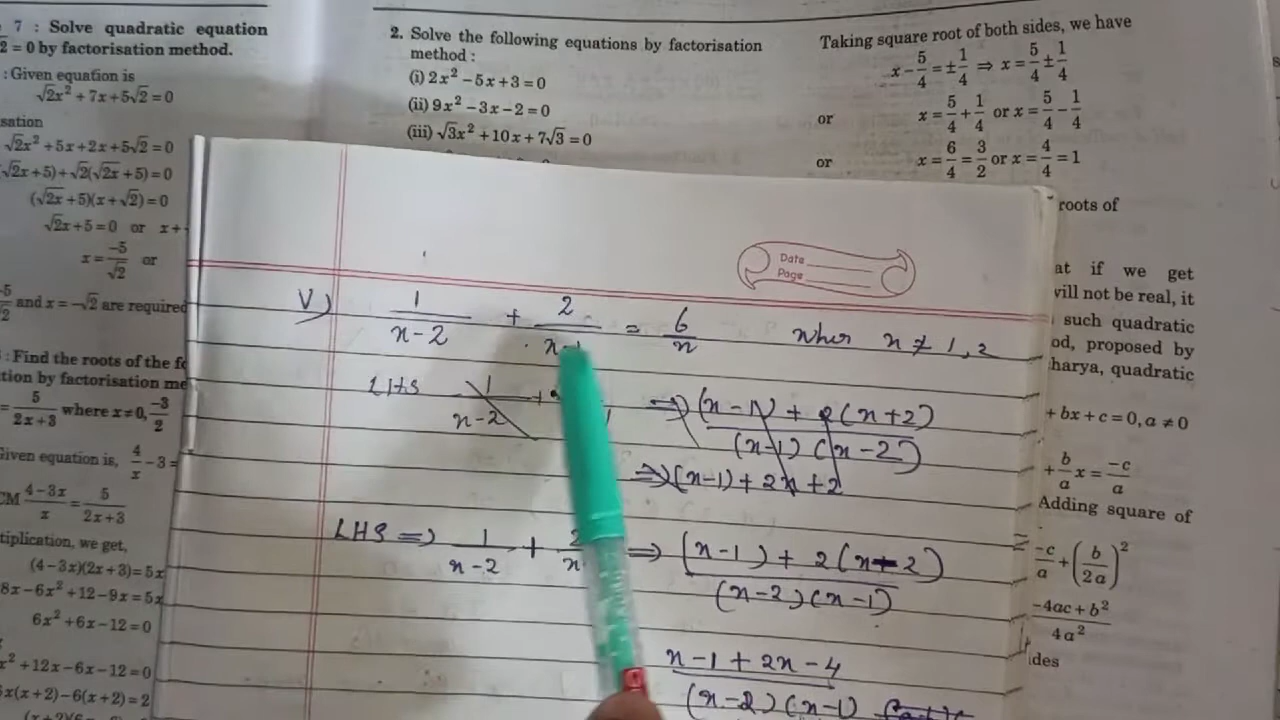 7 : Solve quadratic equation
2 = 0 by factorisation method.
: Given equation is
√2x² + 7x + 5√2 = 0
√2x² + 5x + 2x + 5√2 = 0
(√2x + 5) + √2(√2x + 5) = 0
(√2x + 5)(x + √2) = 0
√2x + 5 = 0 or x +
x = -5/√2 or
and x = -√2 are required
: Find the roots of the
tion by factorisation
= 5/(2x+3) where x ≠ 0, -3/2
Given equation is, 4/x - 3 =
(4-3x)/x = 5/(2x+3)
tiplication, we get,
(4-3x)(2x+3) = 5x
8x - 6x² + 12 - 9x = 5x
6x² + 6x - 12 = 0
x² + 12x - 6x - 12 = 0
x(x+2) - 6(x+2) = 2
2. Solve the following equations by factorisation
method :
(i) 2x² - 5x + 3 = 0
(ii) 9x² - 3x - 2 = 0
(iii) √3x² + 10x + 7√3 = 0
Taking square root of both sides, we have
x - 5/4 = ± 1/4 ⇒ x = 5/4 ± 1/4
or x = 5/4 + 1/4 or x = 5/4 - 1/4
or x = 6/4 = 3/2 or x = 4/4 = 1
roots of
at if we get
will not be real, it
such quadratic
od, proposed by
harya, quadratic
+ bx + c = 0, a ≠ 0
+ b/a x = -c/a
Adding square of
= -c/a + (b/2a)²
-4ac + b²/4a²
ides
Date
Page
V) 1/(x-2) + 2/(x-1) = 6/x wher x ≠ 1, 2
LHS 1/(x-2) + ⇒ (x-1) + 2(x+2)/(x-1)(x-2)
⇒ (x-1) + 2x + 2
LHS ⇒ 1/(x-2) + 2/x ⇒ (x-1) + 2(x-2)/(x-2)(x-1)
x-1+2x-4/(x-2)(x-1)